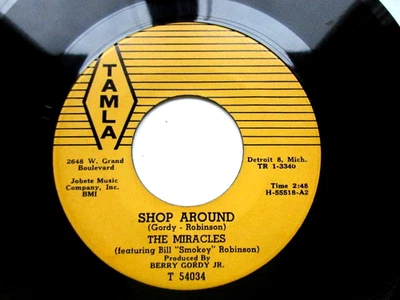 TAMLA
2648 W. Grand
Boulevard
Jobete Music
Company, Inc.
BMI
Detroit 8, Mich.
TR 1-3340
Time 2:48
H-55518-A2
SHOP AROUND
(Gordy - Robinson)
THE MIRACLES
(featuring Bill "Smokey" Robinson)
Produced By
BERRY GORDY JR.
T 54034